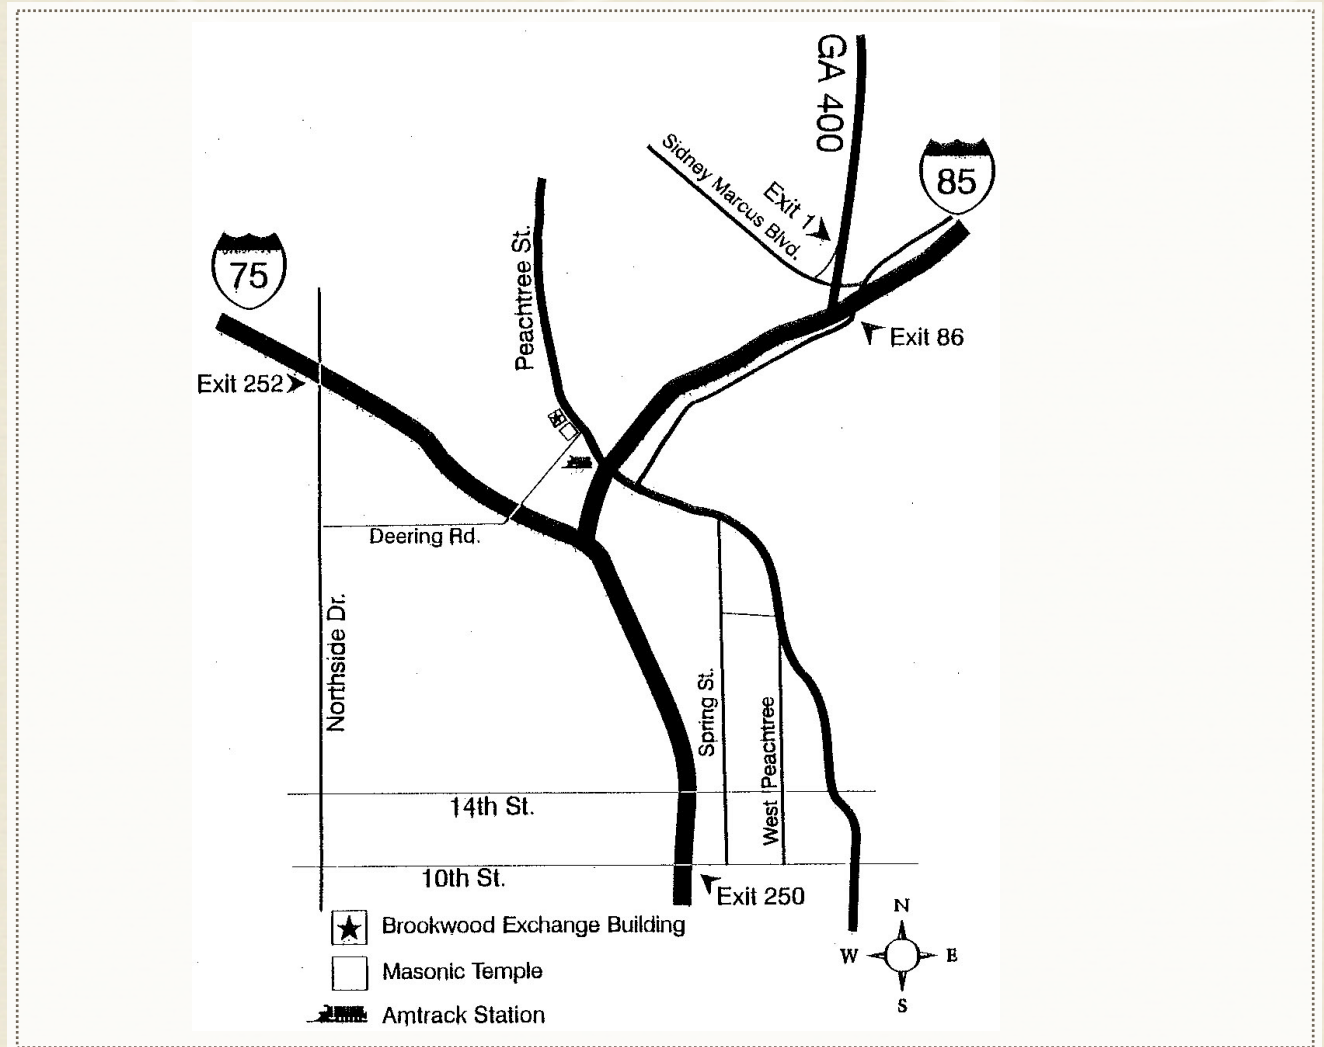 GA 400
Sidney Marcus Blvd.
Exit 1
85
Peachtree St.
75
Exit 86
Exit 252
Deering Rd.
Northside Dr.
Spring St.
West Peachtree
14th St.
10th St.
Exit 250
Brookwood Exchange Building
Masonic Temple
Amtrack Station
N
W
E
S